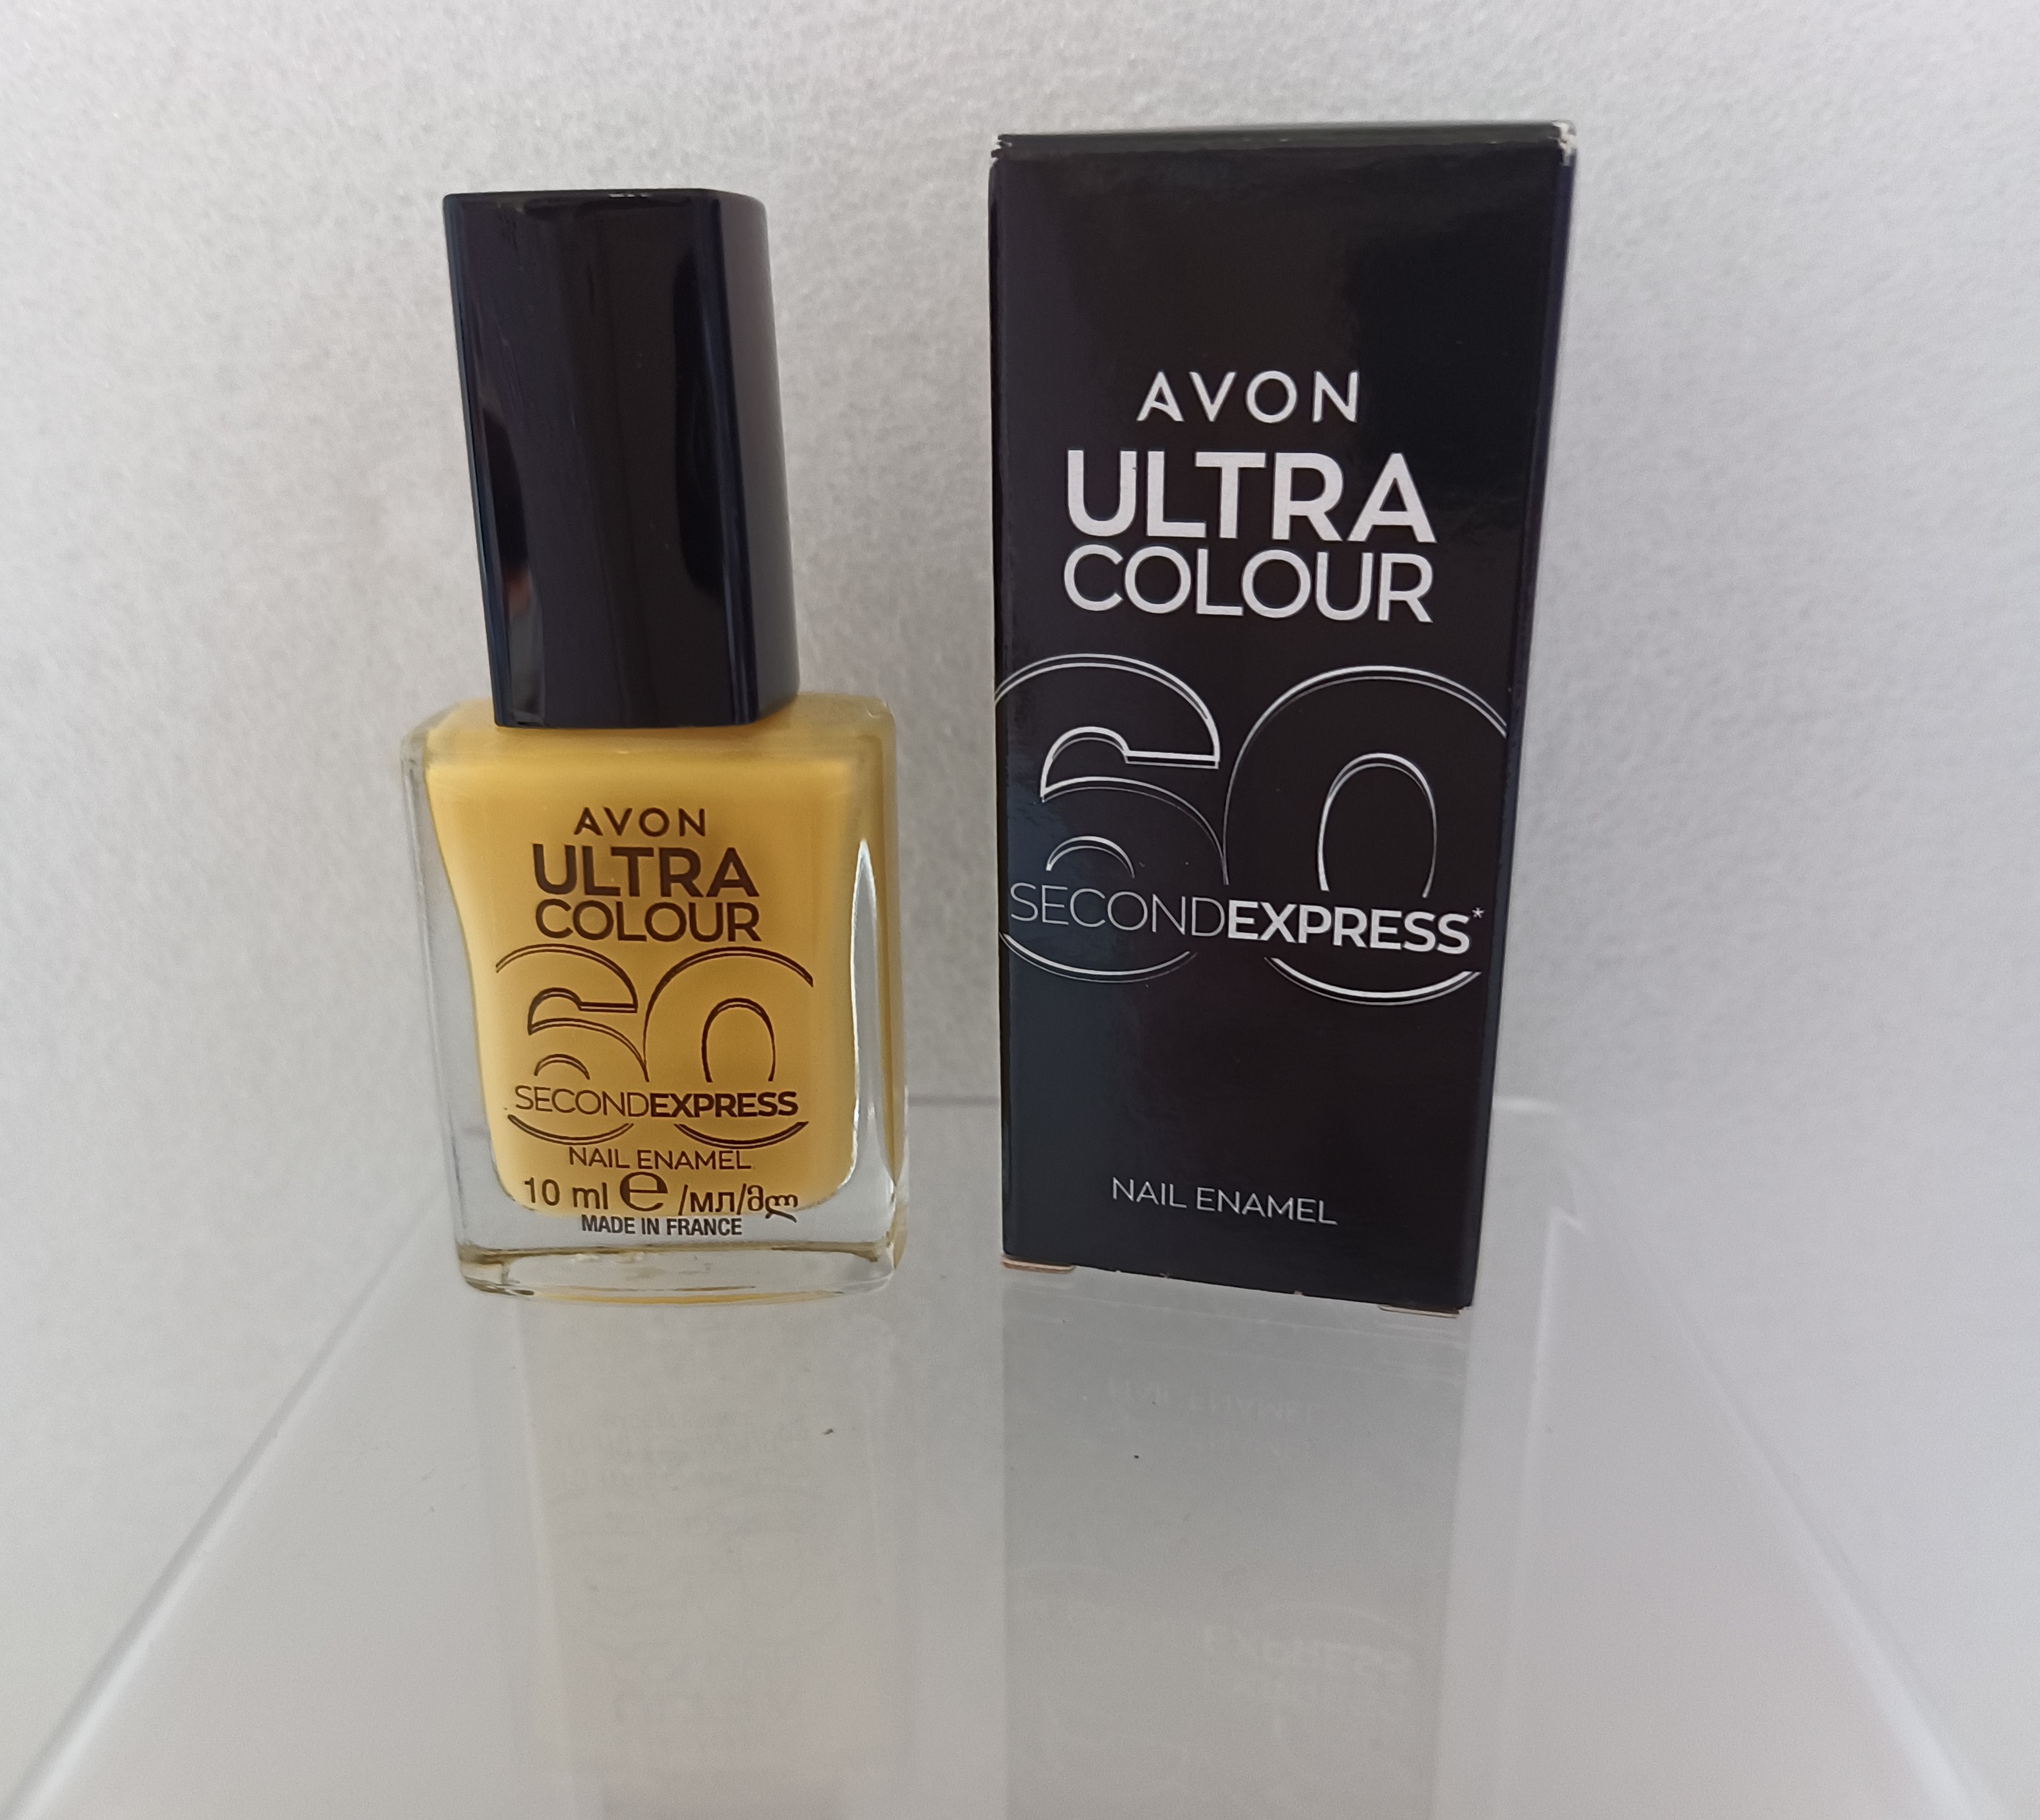 AVON
ULTRA
COLOUR
60
SECONDEXPRESS
NAIL ENAMEL
10 ml ℮ /мл/მლ
MADE IN FRANCE
AVON
ULTRA
COLOUR
60
SECONDEXPRESS*
NAIL ENAMEL